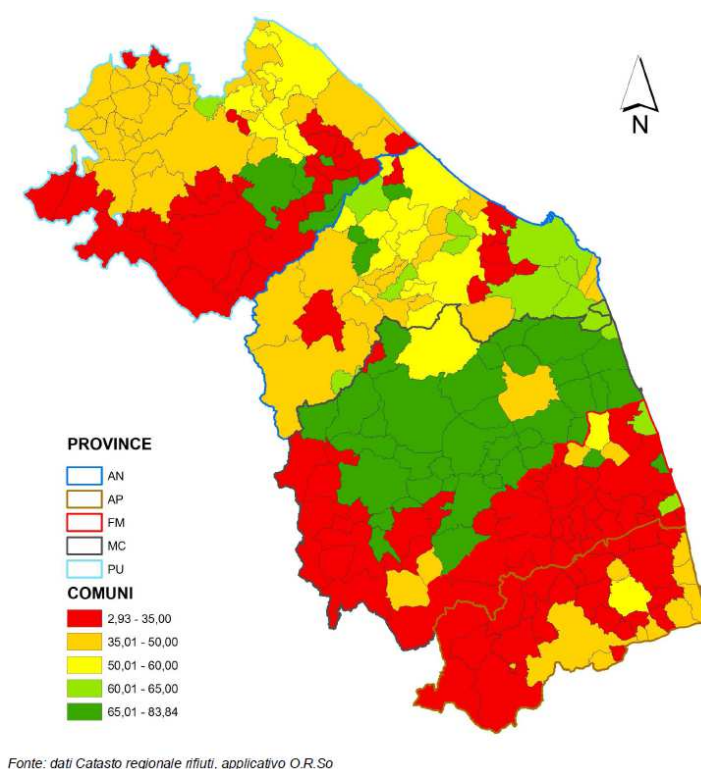 N
PROVINCE
AN
AP
FM
MC
PU
COMUNI
2,93 - 35,00
35,01 - 50,00
50,01 - 60,00
60,01 - 65,00
65,01 - 83,84
Fonte: dati Catasto regionale rifiuti, applicativo O.R.So